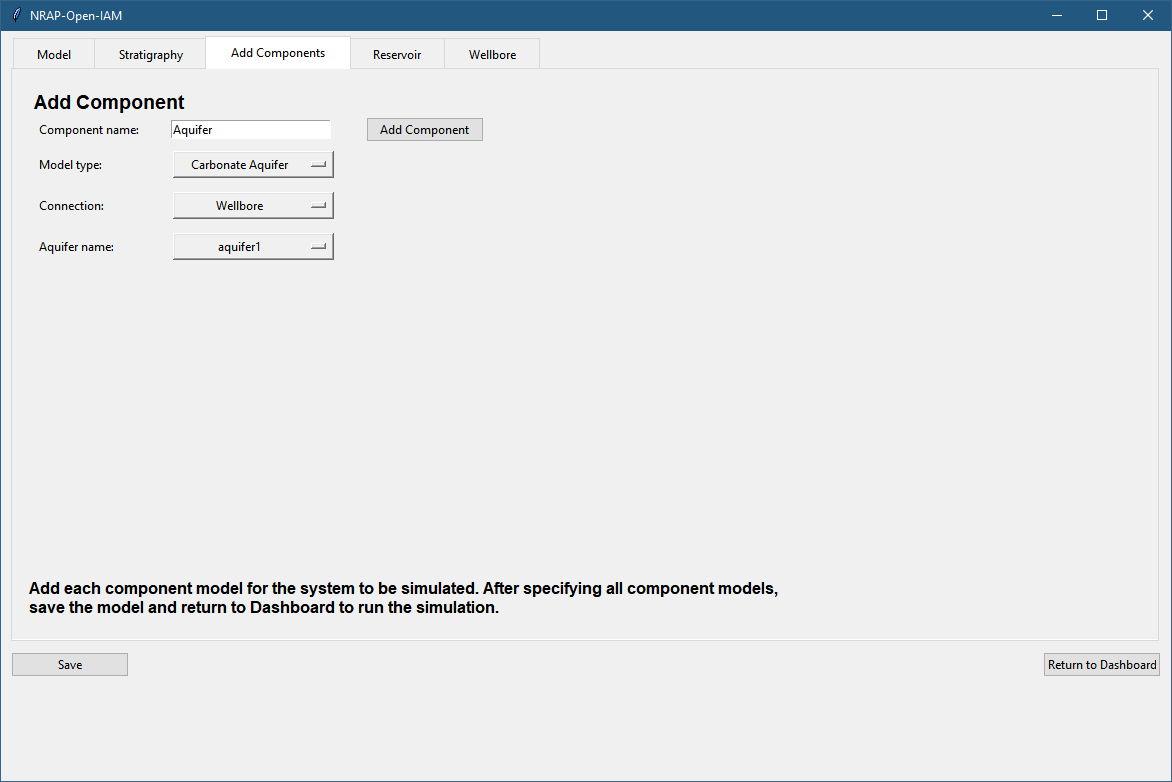 NRAP-Open-IAM
Model Stratigraphy Add Components Reservoir Wellbore
Add Component
Component name: Aquifer Add Component
Model type: Carbonate Aquifer
Connection: Wellbore
Aquifer name: aquifer1
Add each component model for the system to be simulated. After specifying all component models,
save the model and return to Dashboard to run the simulation.
Save Return to Dashboard